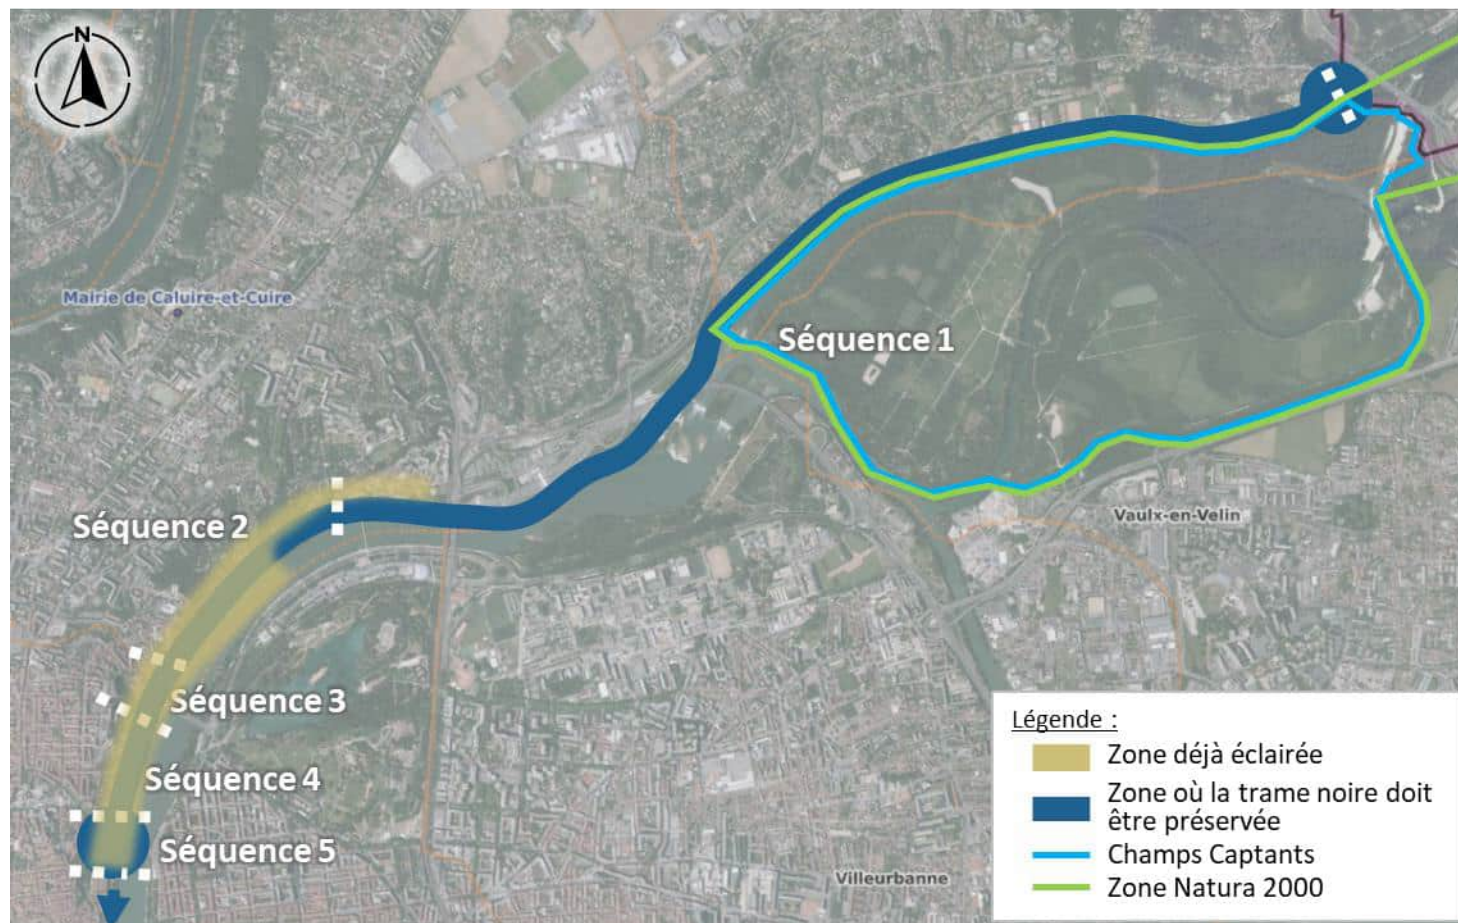 N
Mairie de Caluire-et-Cuire
Séquence 1
Séquence 2
Vaulx-en-Velin
Séquence 3
Séquence 4
Séquence 5
Villeurbanne
Légende :
Zone déjà éclairée
Zone où la trame noire doit
être préservée
Champs Captants
Zone Natura 2000